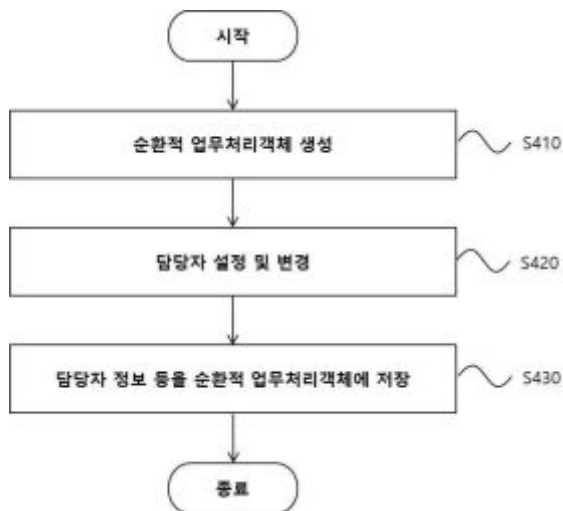 시작
순환적 업무처리객체 생성
S410
담당자 설정 및 변경
S420
담당자 정보 등을 순환적 업무처리객체에 저장
S430
종료